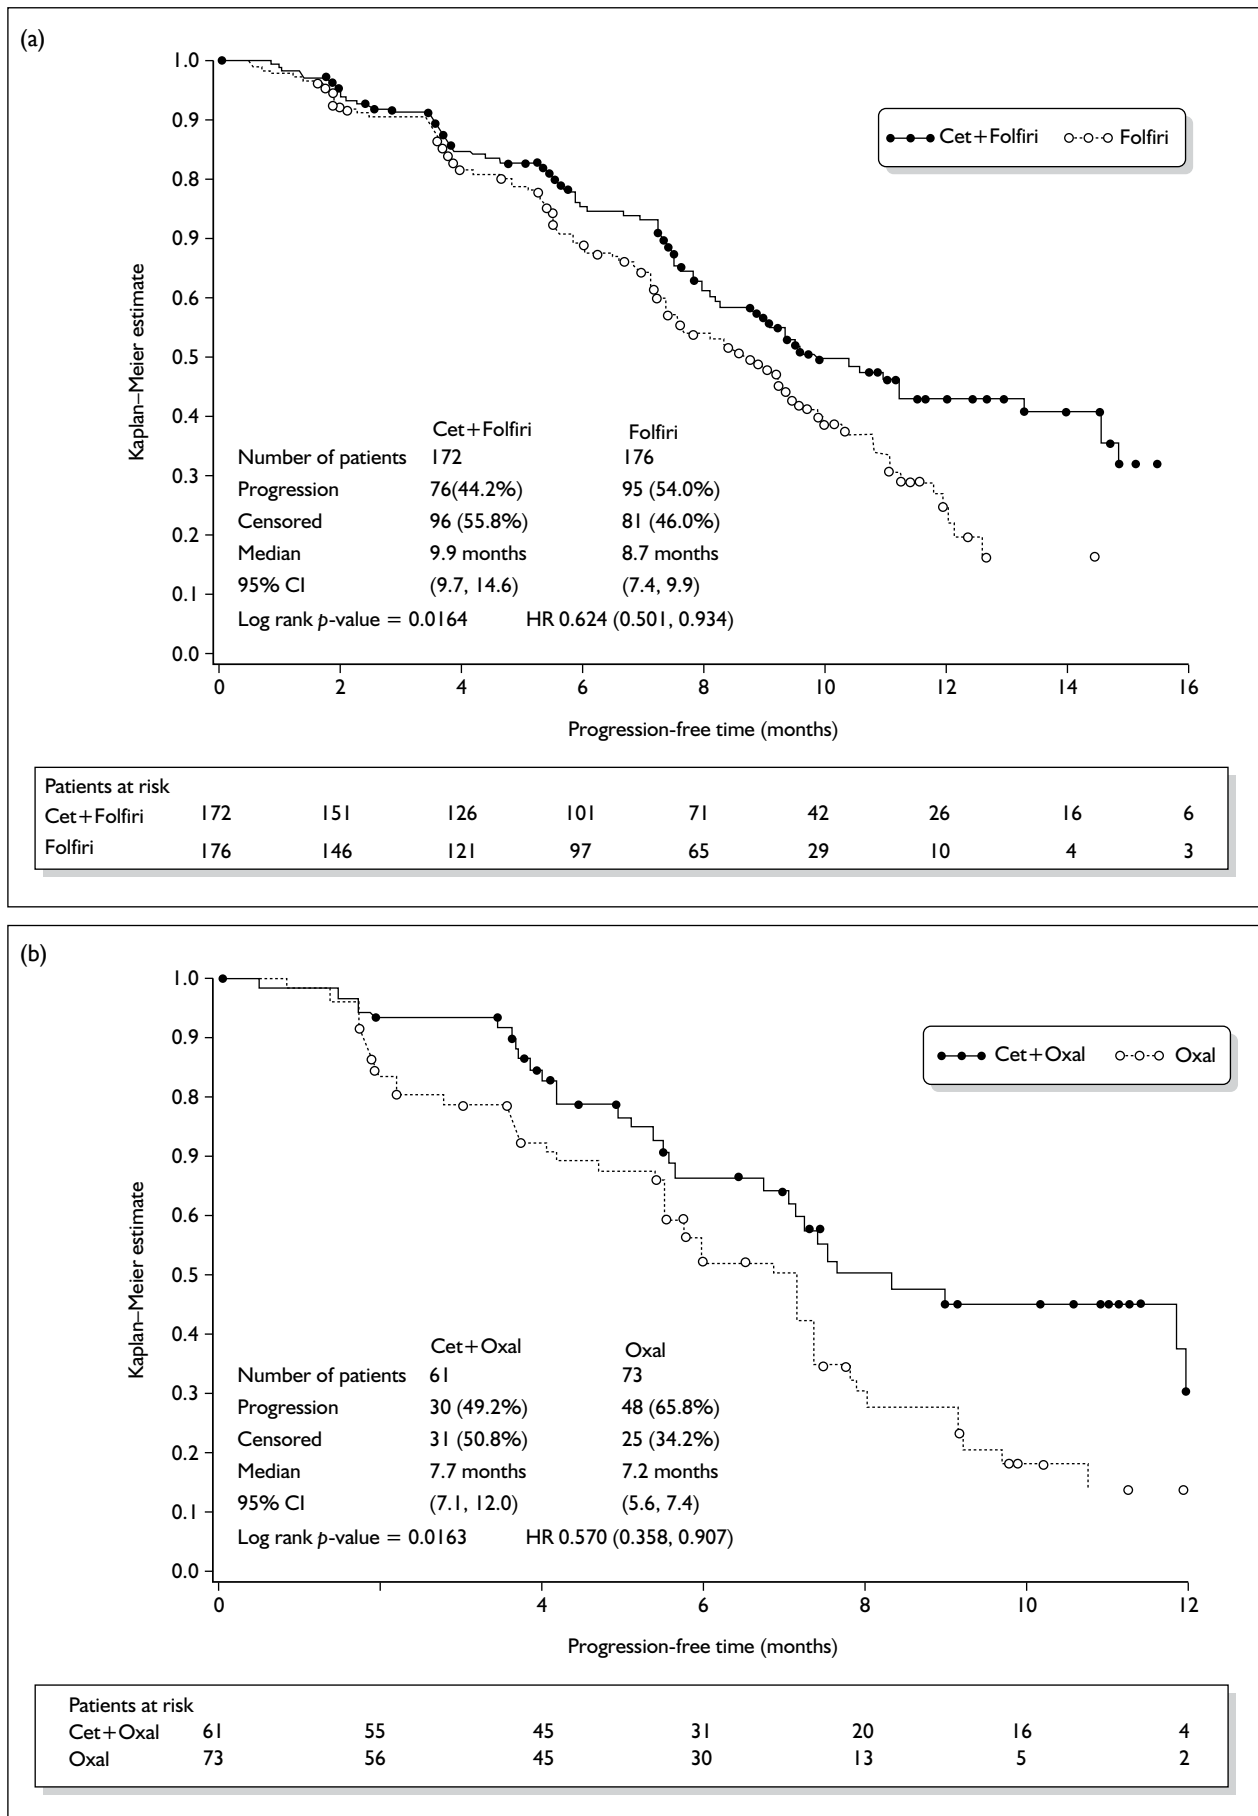 (a)
1.0
0.9
0.8
0.9
0.6
0.5
0.4
0.3
0.2
0.1
0.0
Kaplan–Meier estimate
Cet+Folfiri Folfiri
Cet+Folfiri Folfiri
Number of patients 172 176
Progression 76(44.2%) 95 (54.0%)
Censored 96 (55.8%) 81 (46.0%)
Median 9.9 months 8.7 months
95% CI (9.7, 14.6) (7.4, 9.9)
Log rank p-value = 0.0164 HR 0.624 (0.501, 0.934)
0 2 4 6 8 10 12 14 16
Progression-free time (months)
Patients at risk
Cet+Folfiri 172 151 126 101 71 42 26 16 6
Folfiri 176 146 121 97 65 29 10 4 3
(b)
1.0
0.9
0.8
0.9
0.6
0.5
0.4
0.3
0.2
0.1
0.0
Kaplan–Meier estimate
Cet+Oxal Oxal
Cet+Oxal Oxal
Number of patients 61 73
Progression 30 (49.2%) 48 (65.8%)
Censored 31 (50.8%) 25 (34.2%)
Median 7.7 months 7.2 months
95% CI (7.1, 12.0) (5.6, 7.4)
Log rank p-value = 0.0163 HR 0.570 (0.358, 0.907)
0 4 6 8 10 12
Progression-free time (months)
Patients at risk
Cet+Oxal 61 55 45 31 20 16 4
Oxal 73 56 45 30 13 5 2